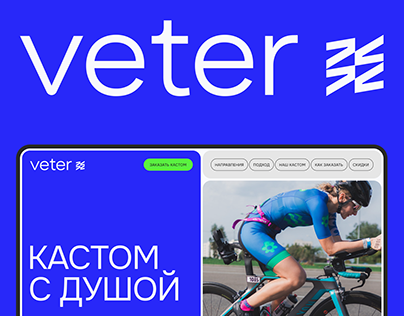 veter
veter
ЗАКАЗАТЬ КАСТОМ
НАПРАВЛЕНИЯ ПОДХОД НАШ КАСТОМ КАК ЗАКАЗАТЬ СКИДКИ
КАСТОМ
С ДУШОЙ